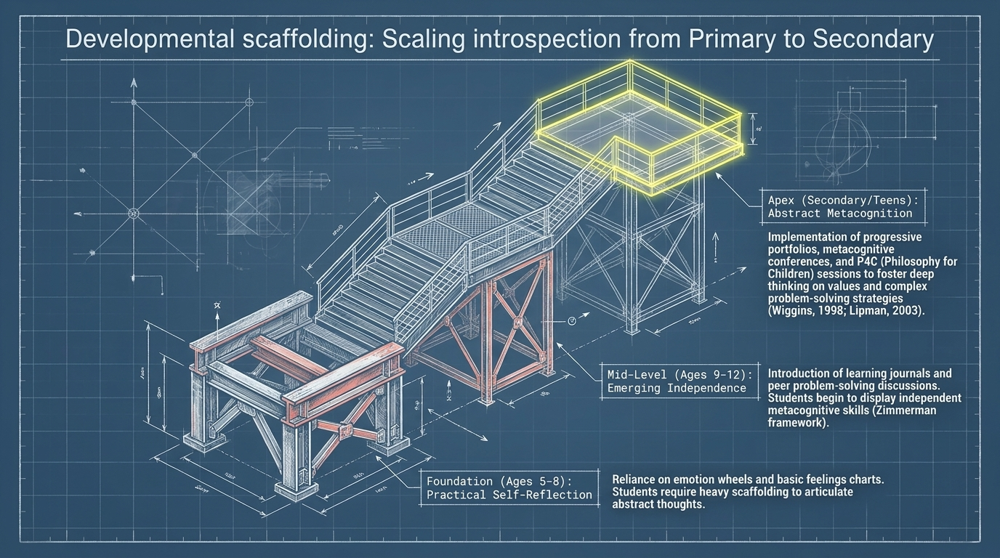 Developmental scaffolding: Scaling introspection from Primary to Secondary
Apex (Secondary/Teens):
Abstract Metacognition
Implementation of progressive
portfolios, metacognitive
conferences, and P4C (Philosophy for
Children) sessions to foster deep
thinking on values and complex
problem-solving strategies
(Wiggins, 1998; Lipman, 2003).
Mid-Level (Ages 9-12):
Emerging Independence
Introduction of learning journals and
peer problem-solving discussions.
Students begin to display independent
metacognitive skills (Zimmerman
framework).
Foundation (Ages 5-8):
Practical Self-Reflection
Reliance on emotion wheels and basic feelings charts.
Students require heavy scaffolding to articulate
abstract thoughts.